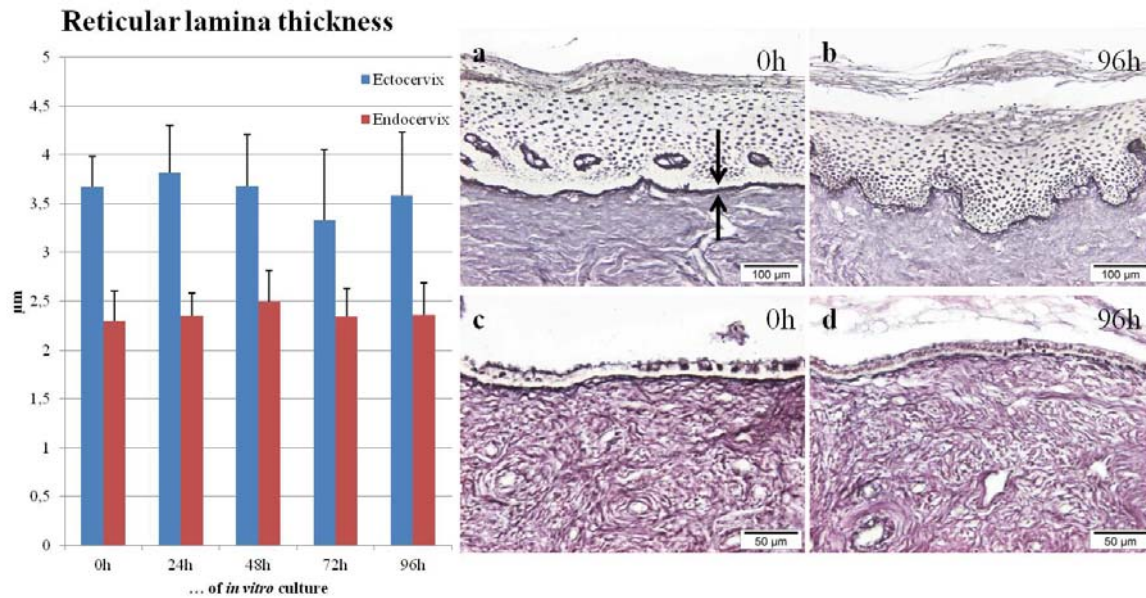 Reticular lamina thickness
5
4,5
4
3,5
3
2,5
2
1,5
1
0,5
0
µm
Ectocervix
Endocervix
0h 24h 48h 72h 96h
... of in vitro culture
a 0h
100 µm
b 96h
100 µm
c 0h
50 µm
d 96h
50 µm